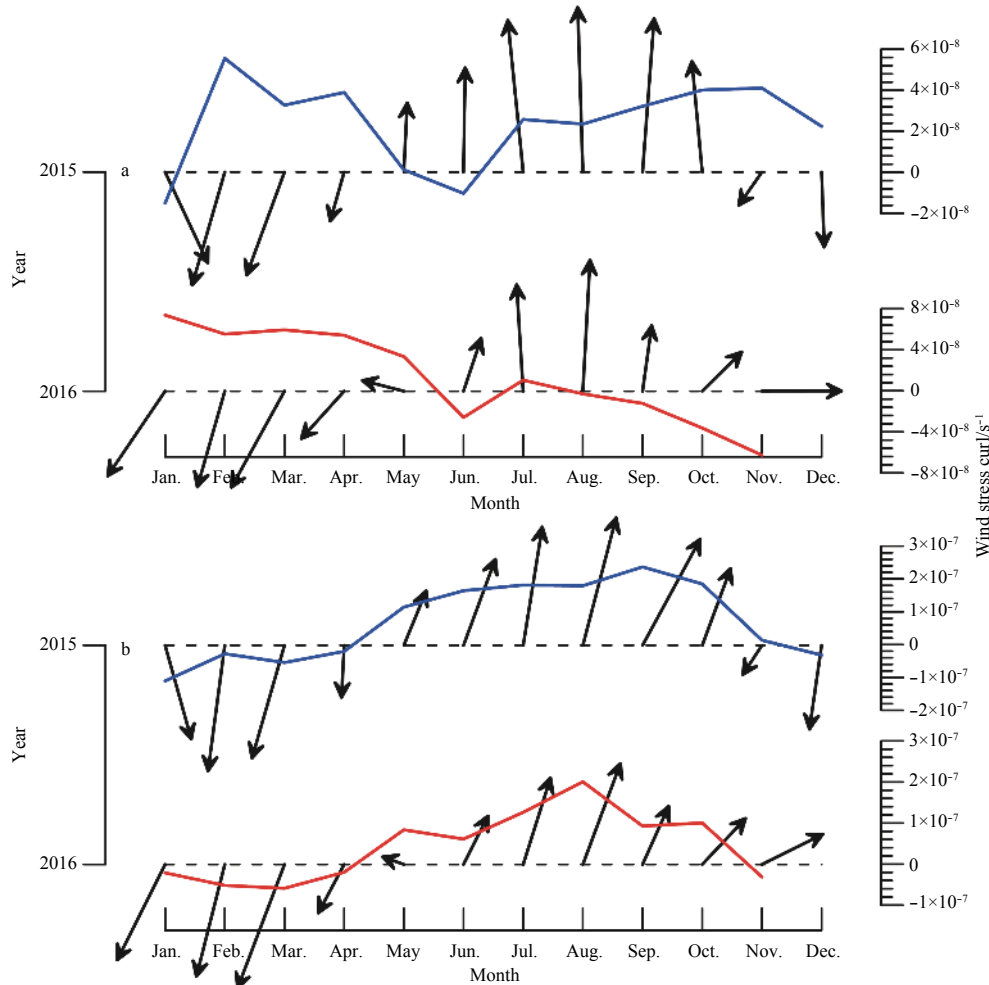 6×10⁻⁸
4×10⁻⁸
2×10⁻⁸
2015 a 0
−2×10⁻⁸
Year
8×10⁻⁸
4×10⁻⁸
2016 0
−4×10⁻⁸
Jan. Feb. Mar. Apr. May Jun. Jul. Aug. Sep. Oct. Nov. Dec.
−8×10⁻⁸
Month
Wind stress curl/s⁻¹
3×10⁻⁷
2×10⁻⁷
1×10⁻⁷
2015 b 0
−1×10⁻⁷
−2×10⁻⁷
Year
3×10⁻⁷
2×10⁻⁷
1×10⁻⁷
2016 0
−1×10⁻⁷
Jan. Feb. Mar. Apr. May Jun. Jul. Aug. Sep. Oct. Nov. Dec.
Month